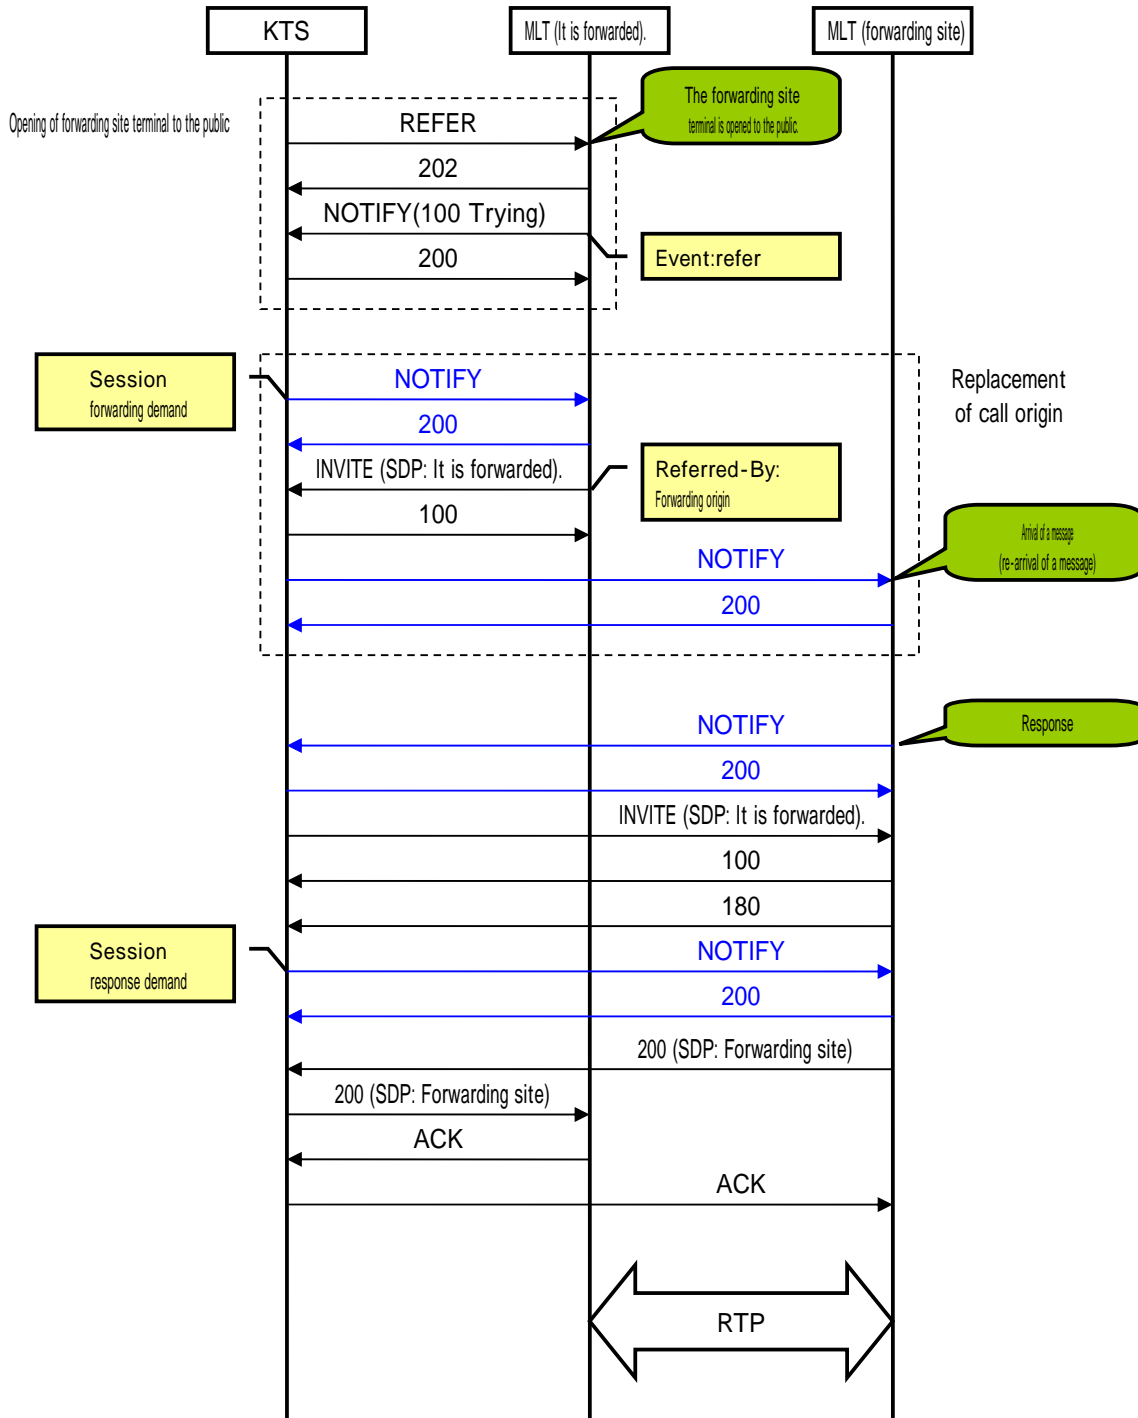 KTS
MLT (It is forwarded).
MLT (forwarding site)
The forwarding site
terminal is opened to the public.
Opening of forwarding site terminal to the public
REFER
202
NOTIFY(100 Trying)
200
Event:refer
Session
forwarding demand
NOTIFY
Replacement
of call origin
200
INVITE (SDP: It is forwarded).
Referred-By:
Forwarding origin
100
NOTIFY
Arrival of a message
(re-arrival of a message)
200
NOTIFY
Response
200
INVITE (SDP: It is forwarded).
100
180
Session
response demand
NOTIFY
200
200 (SDP: Forwarding site)
200 (SDP: Forwarding site)
ACK
ACK
RTP